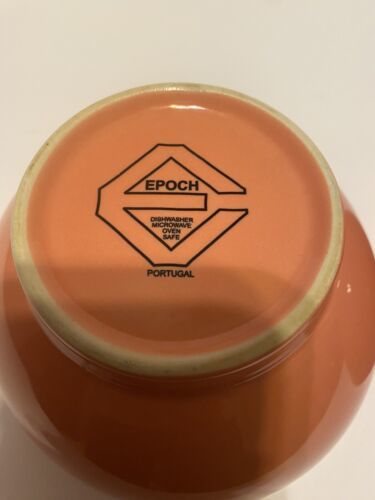 EPOCH
DISHWASHER
MICROWAVE
OVEN
SAFE
PORTUGAL